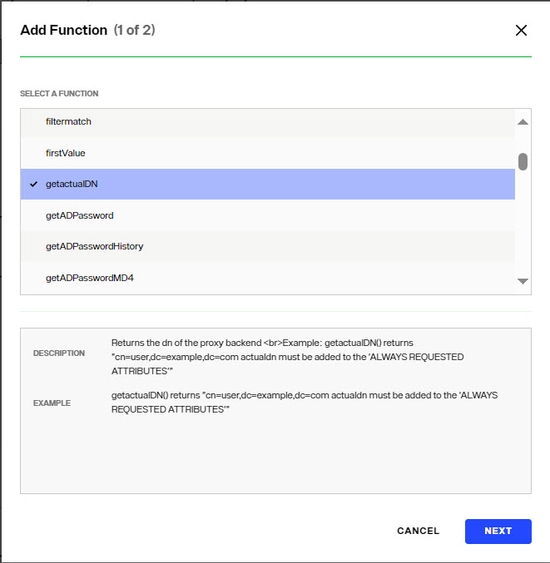 Add Function (1 of 2)
SELECT A FUNCTION
filtermatch
firstValue
getactualDN
getADPassword
getADPasswordHistory
getADPasswordMD4
DESCRIPTION
Returns the dn of the proxy backend <br>Example: getactualDN() returns
"cn=user,dc=example,dc=com actualdn must be added to the 'ALWAYS REQUESTED
ATTRIBUTES'"
EXAMPLE
getactualDN() returns "cn=user,dc=example,dc=com actualdn must be added to the 'ALWAYS
REQUESTED ATTRIBUTES'"
CANCEL
NEXT